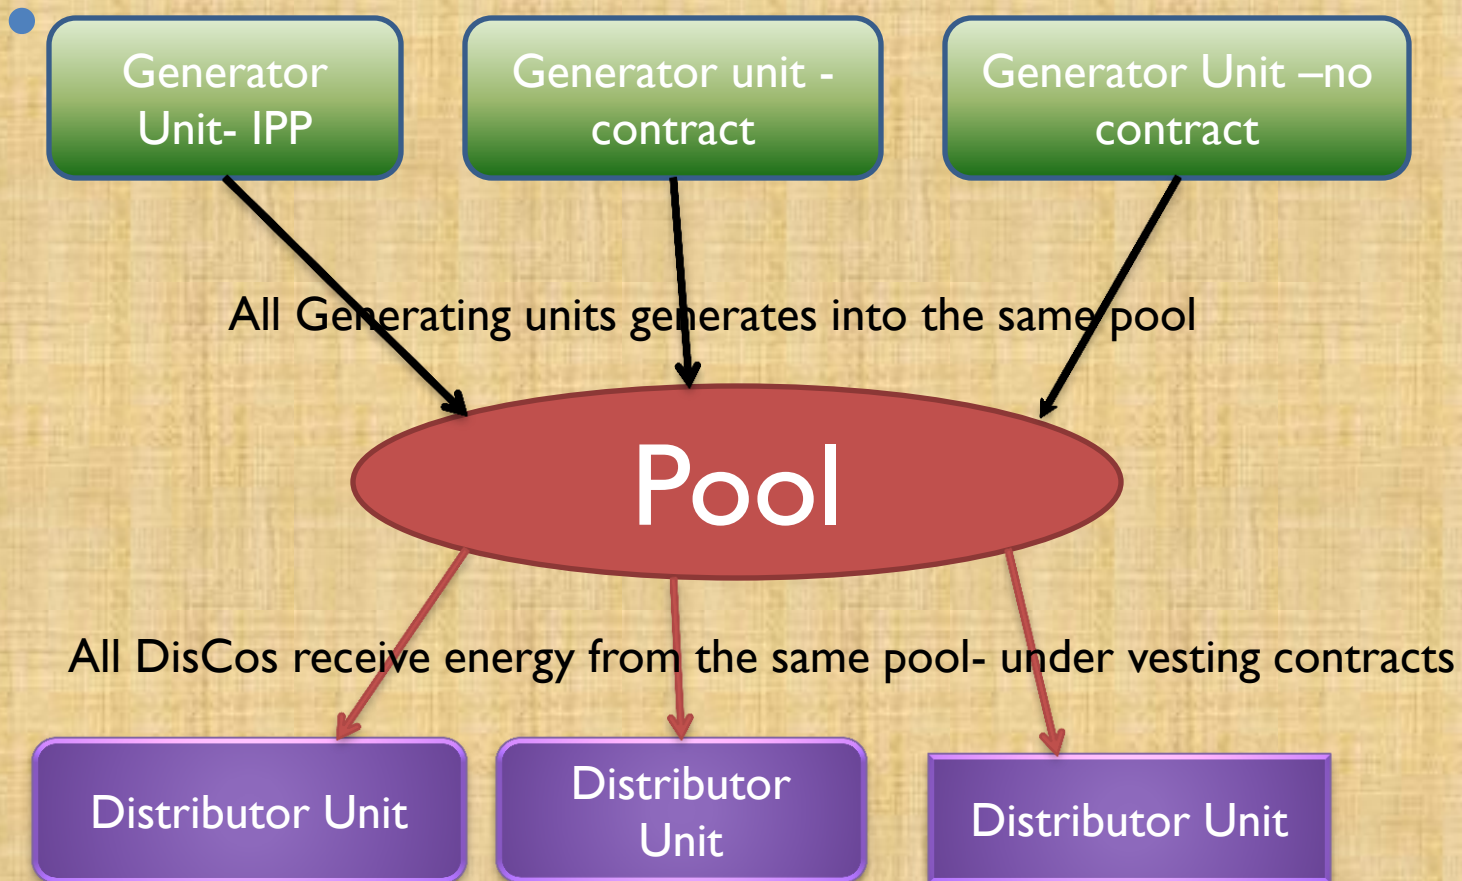 Generator
Unit- IPP
Generator unit -
contract
Generator Unit –no
contract
All Generating units generates into the same pool
Pool
All DisCos receive energy from the same pool- under vesting contracts
Distributor Unit
Distributor
Unit
Distributor Unit